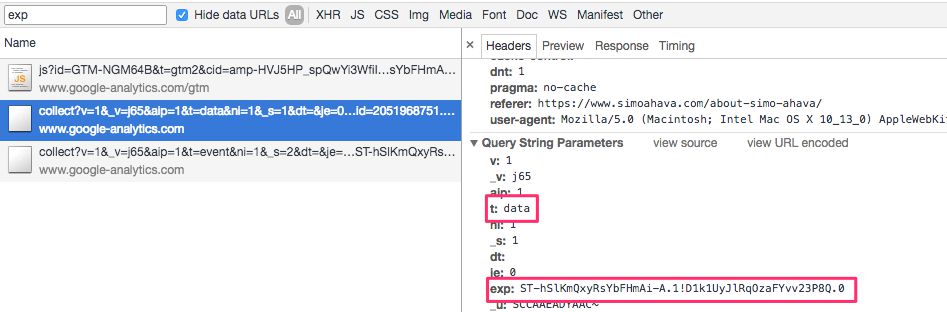 exp
Hide data URLs All XHR JS CSS Img Media Font Doc WS Manifest Other
Name
× Headers Preview Response Timing
JS
js?id=GTM-NGM64B&t=gtm2&cid=amp-HVJ5HP_spQwYi3Wfil…sYbFHmA…
www.google-analytics.com/gtm
collect?v=1&_v=j65&aip=1&t=data&ni=1&_s=1&dt=&je=0…Id=2051968751.…
www.google-analytics.com
collect?v=1&_v=j65&aip=1&t=event&ni=1&_s=2&dt=&je=…ST-hSlKmQxyRs…
www.google-analytics.com
dnt: 1
pragma: no-cache
referer: https://www.simoahava.com/about-simo-ahava/
user-agent: Mozilla/5.0 (Macintosh; Intel Mac OS X 10_13_0) AppleWebKit
▼ Query String Parameters view source view URL encoded
v: 1
_v: j65
aip: 1
t: data
ni: 1
_s: 1
dt:
je: 0
exp: ST-hSlKmQxyRsYbFHmAi-A.1!D1k1UyJlRqOzaFYvv23P8Q.0
_u: SCCAAEADYAAC~